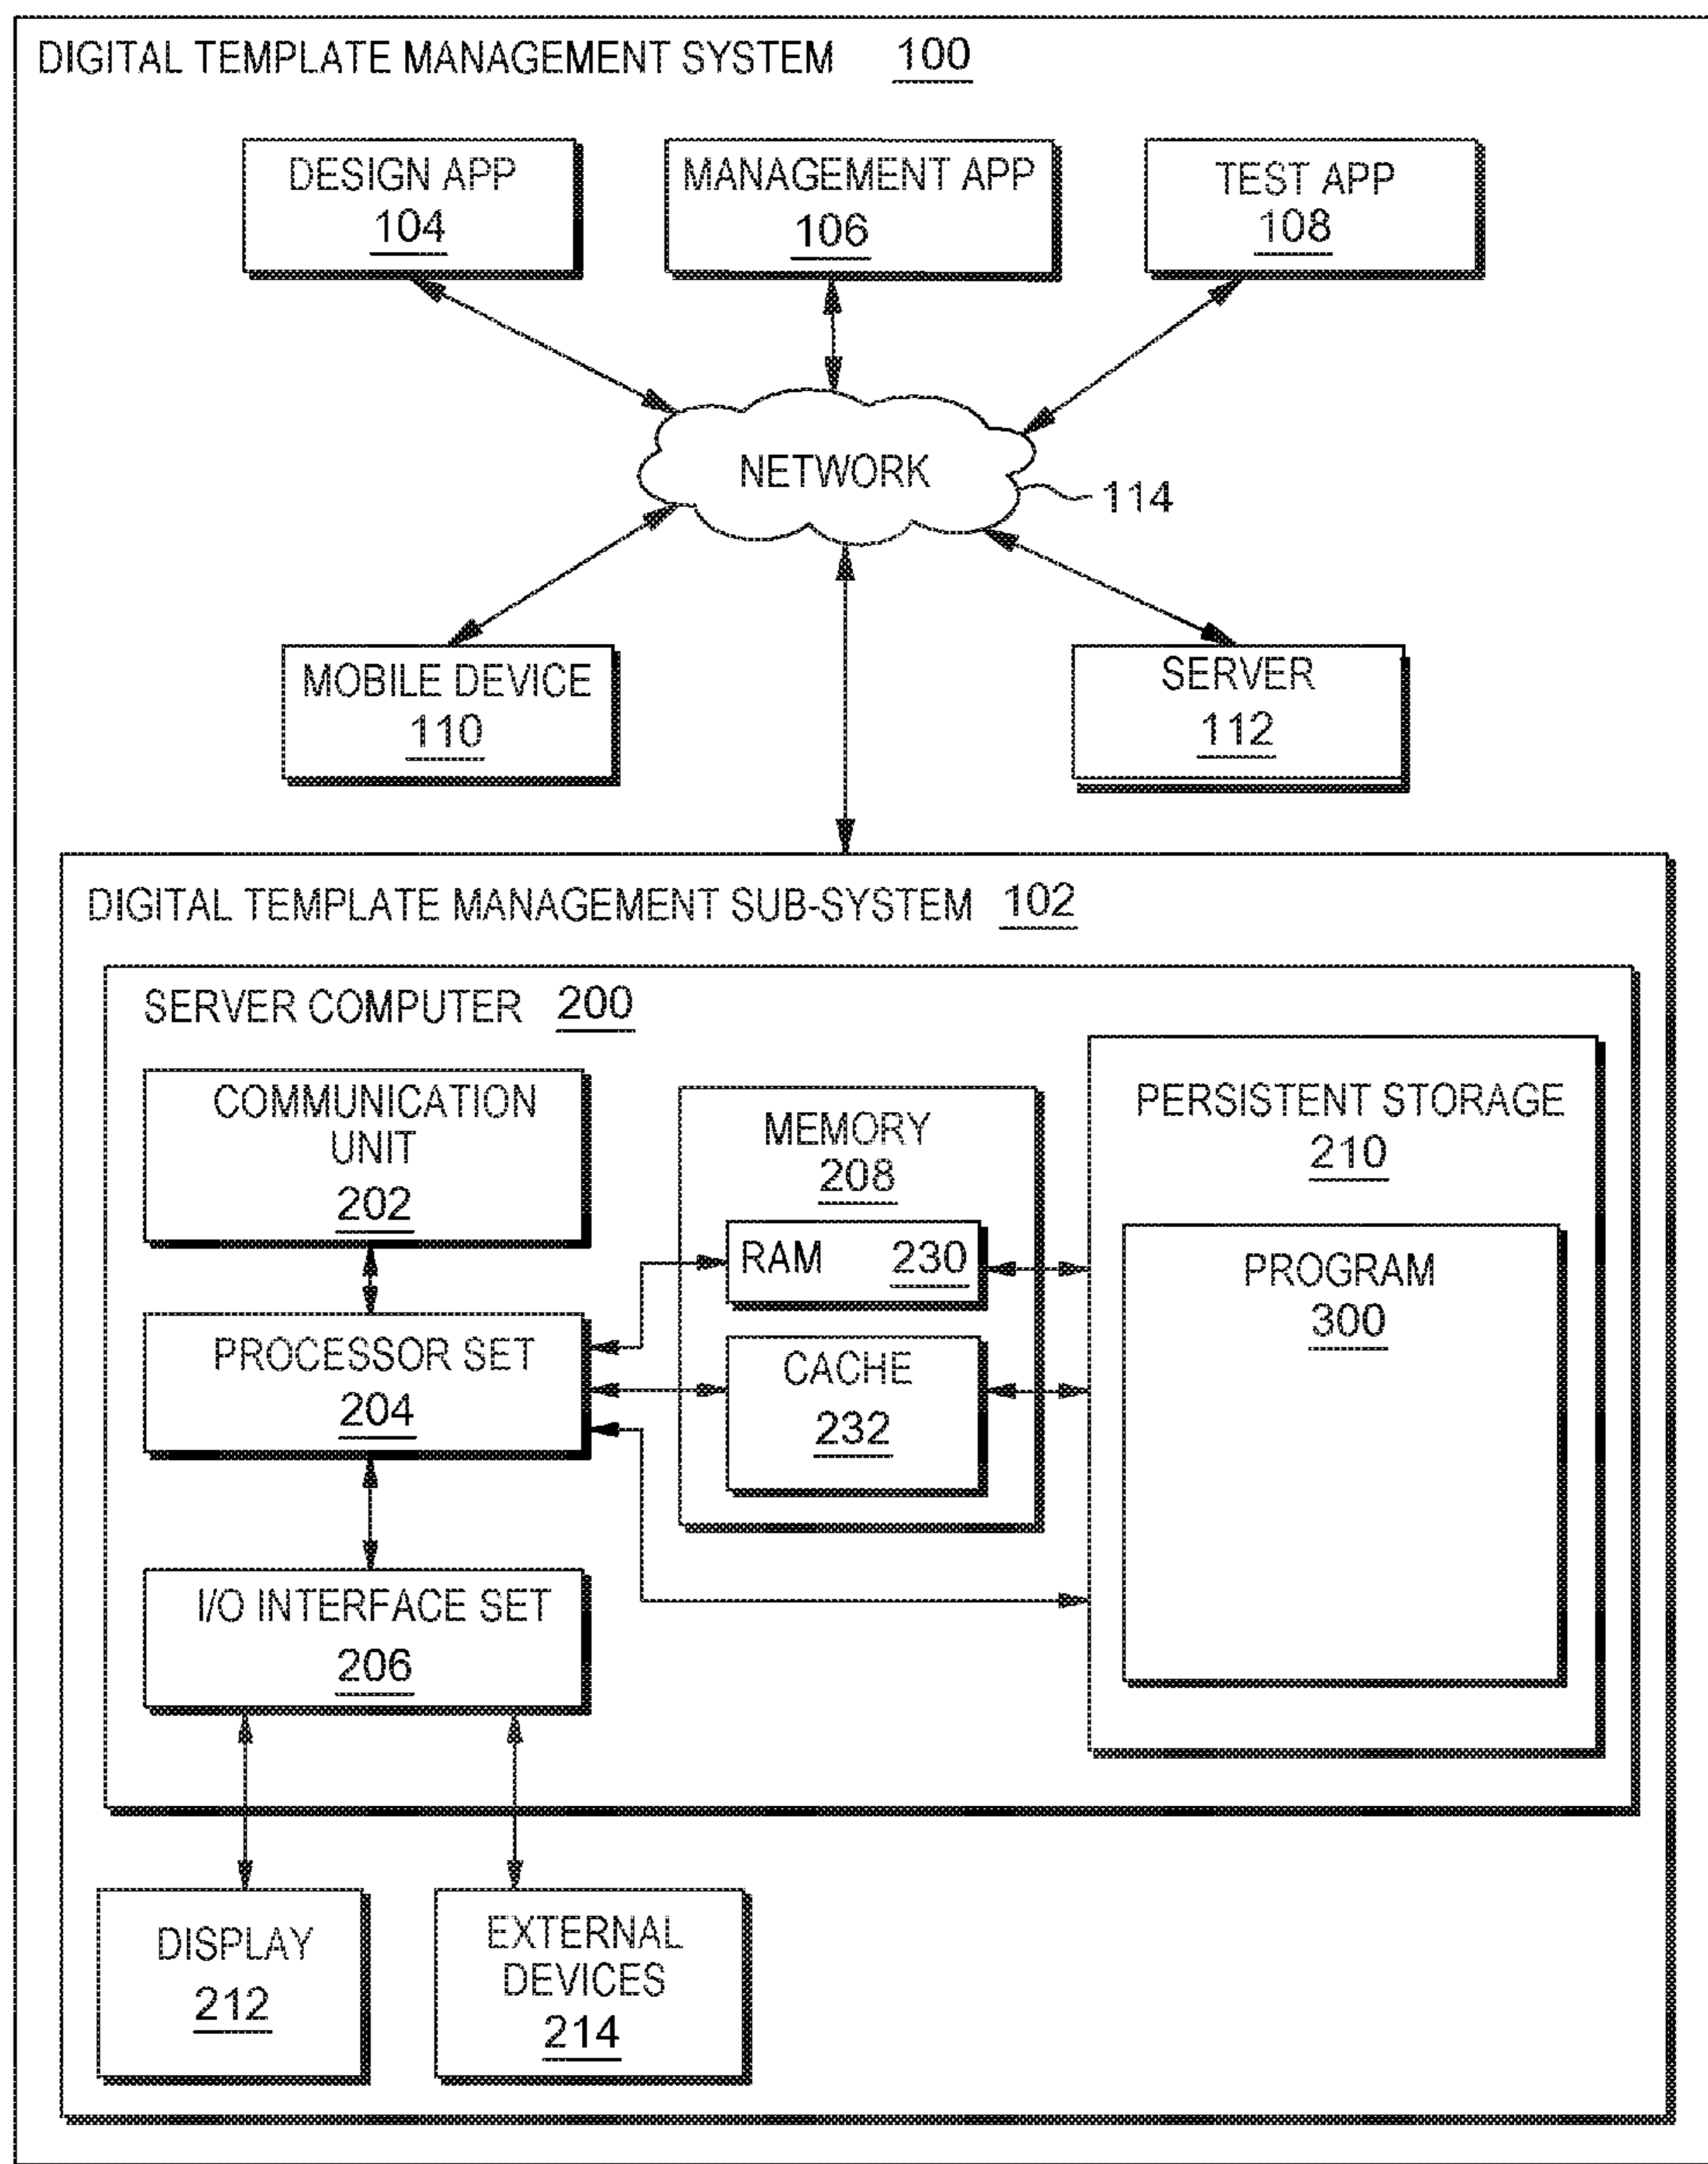 DIGITAL TEMPLATE MANAGEMENT SYSTEM 100
DESIGN APP
104
MANAGEMENT APP
106
TEST APP
108
NETWORK
114
MOBILE DEVICE
110
SERVER
112
DIGITAL TEMPLATE MANAGEMENT SUB-SYSTEM 102
SERVER COMPUTER 200
COMMUNICATION
UNIT
202
MEMORY
208
PERSISTENT STORAGE
210
RAM 230
PROGRAM
300
PROCESSOR SET
204
CACHE
232
I/O INTERFACE SET
206
DISPLAY
212
EXTERNAL
DEVICES
214